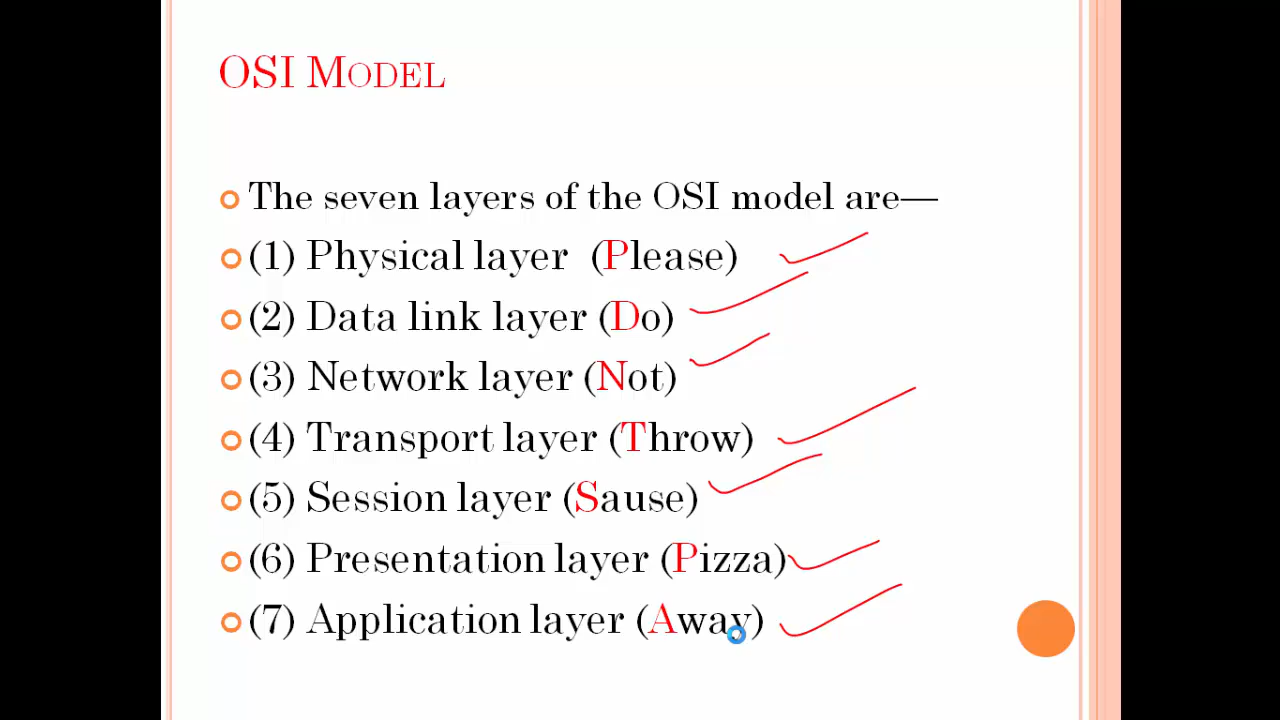 OSI MODEL
The seven layers of the OSI model are—
(1) Physical layer (Please)
(2) Data link layer (Do)
(3) Network layer (Not)
(4) Transport layer (Throw)
(5) Session layer (Sause)
(6) Presentation layer (Pizza)
(7) Application layer (Away)